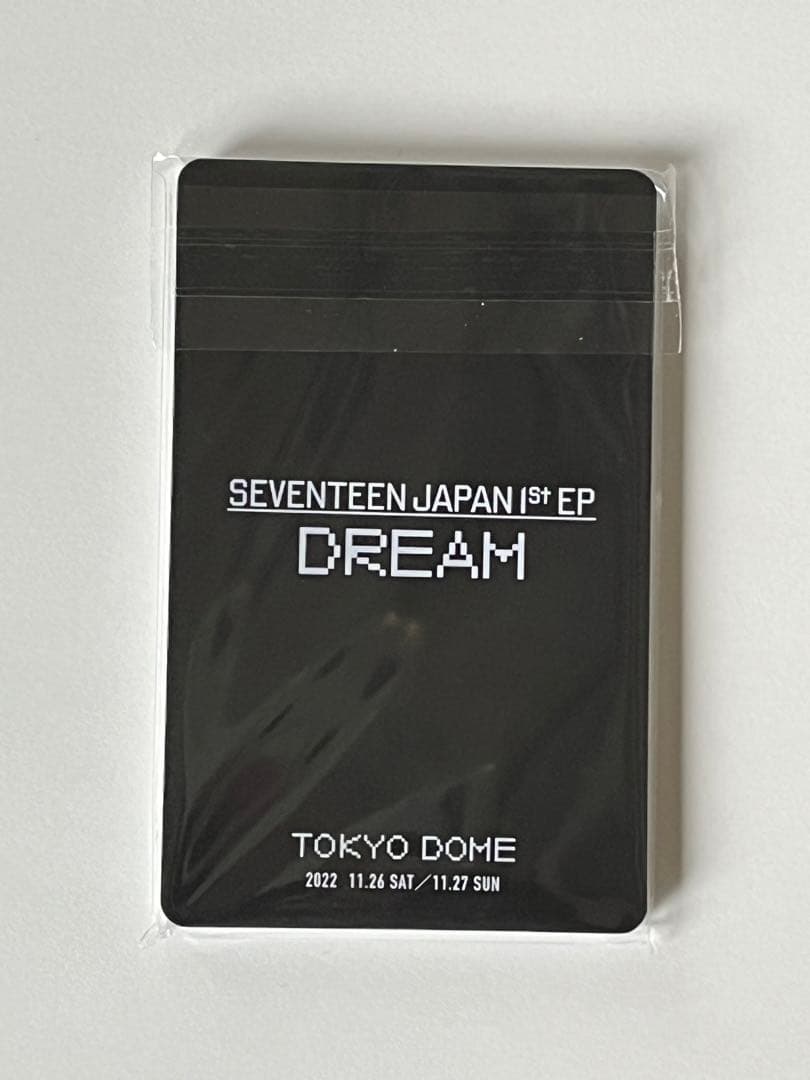 SEVENTEEN JAPAN 1st EP
DREAM
TOKYO DOME
2022 11.26 SAT/11.27 SUN